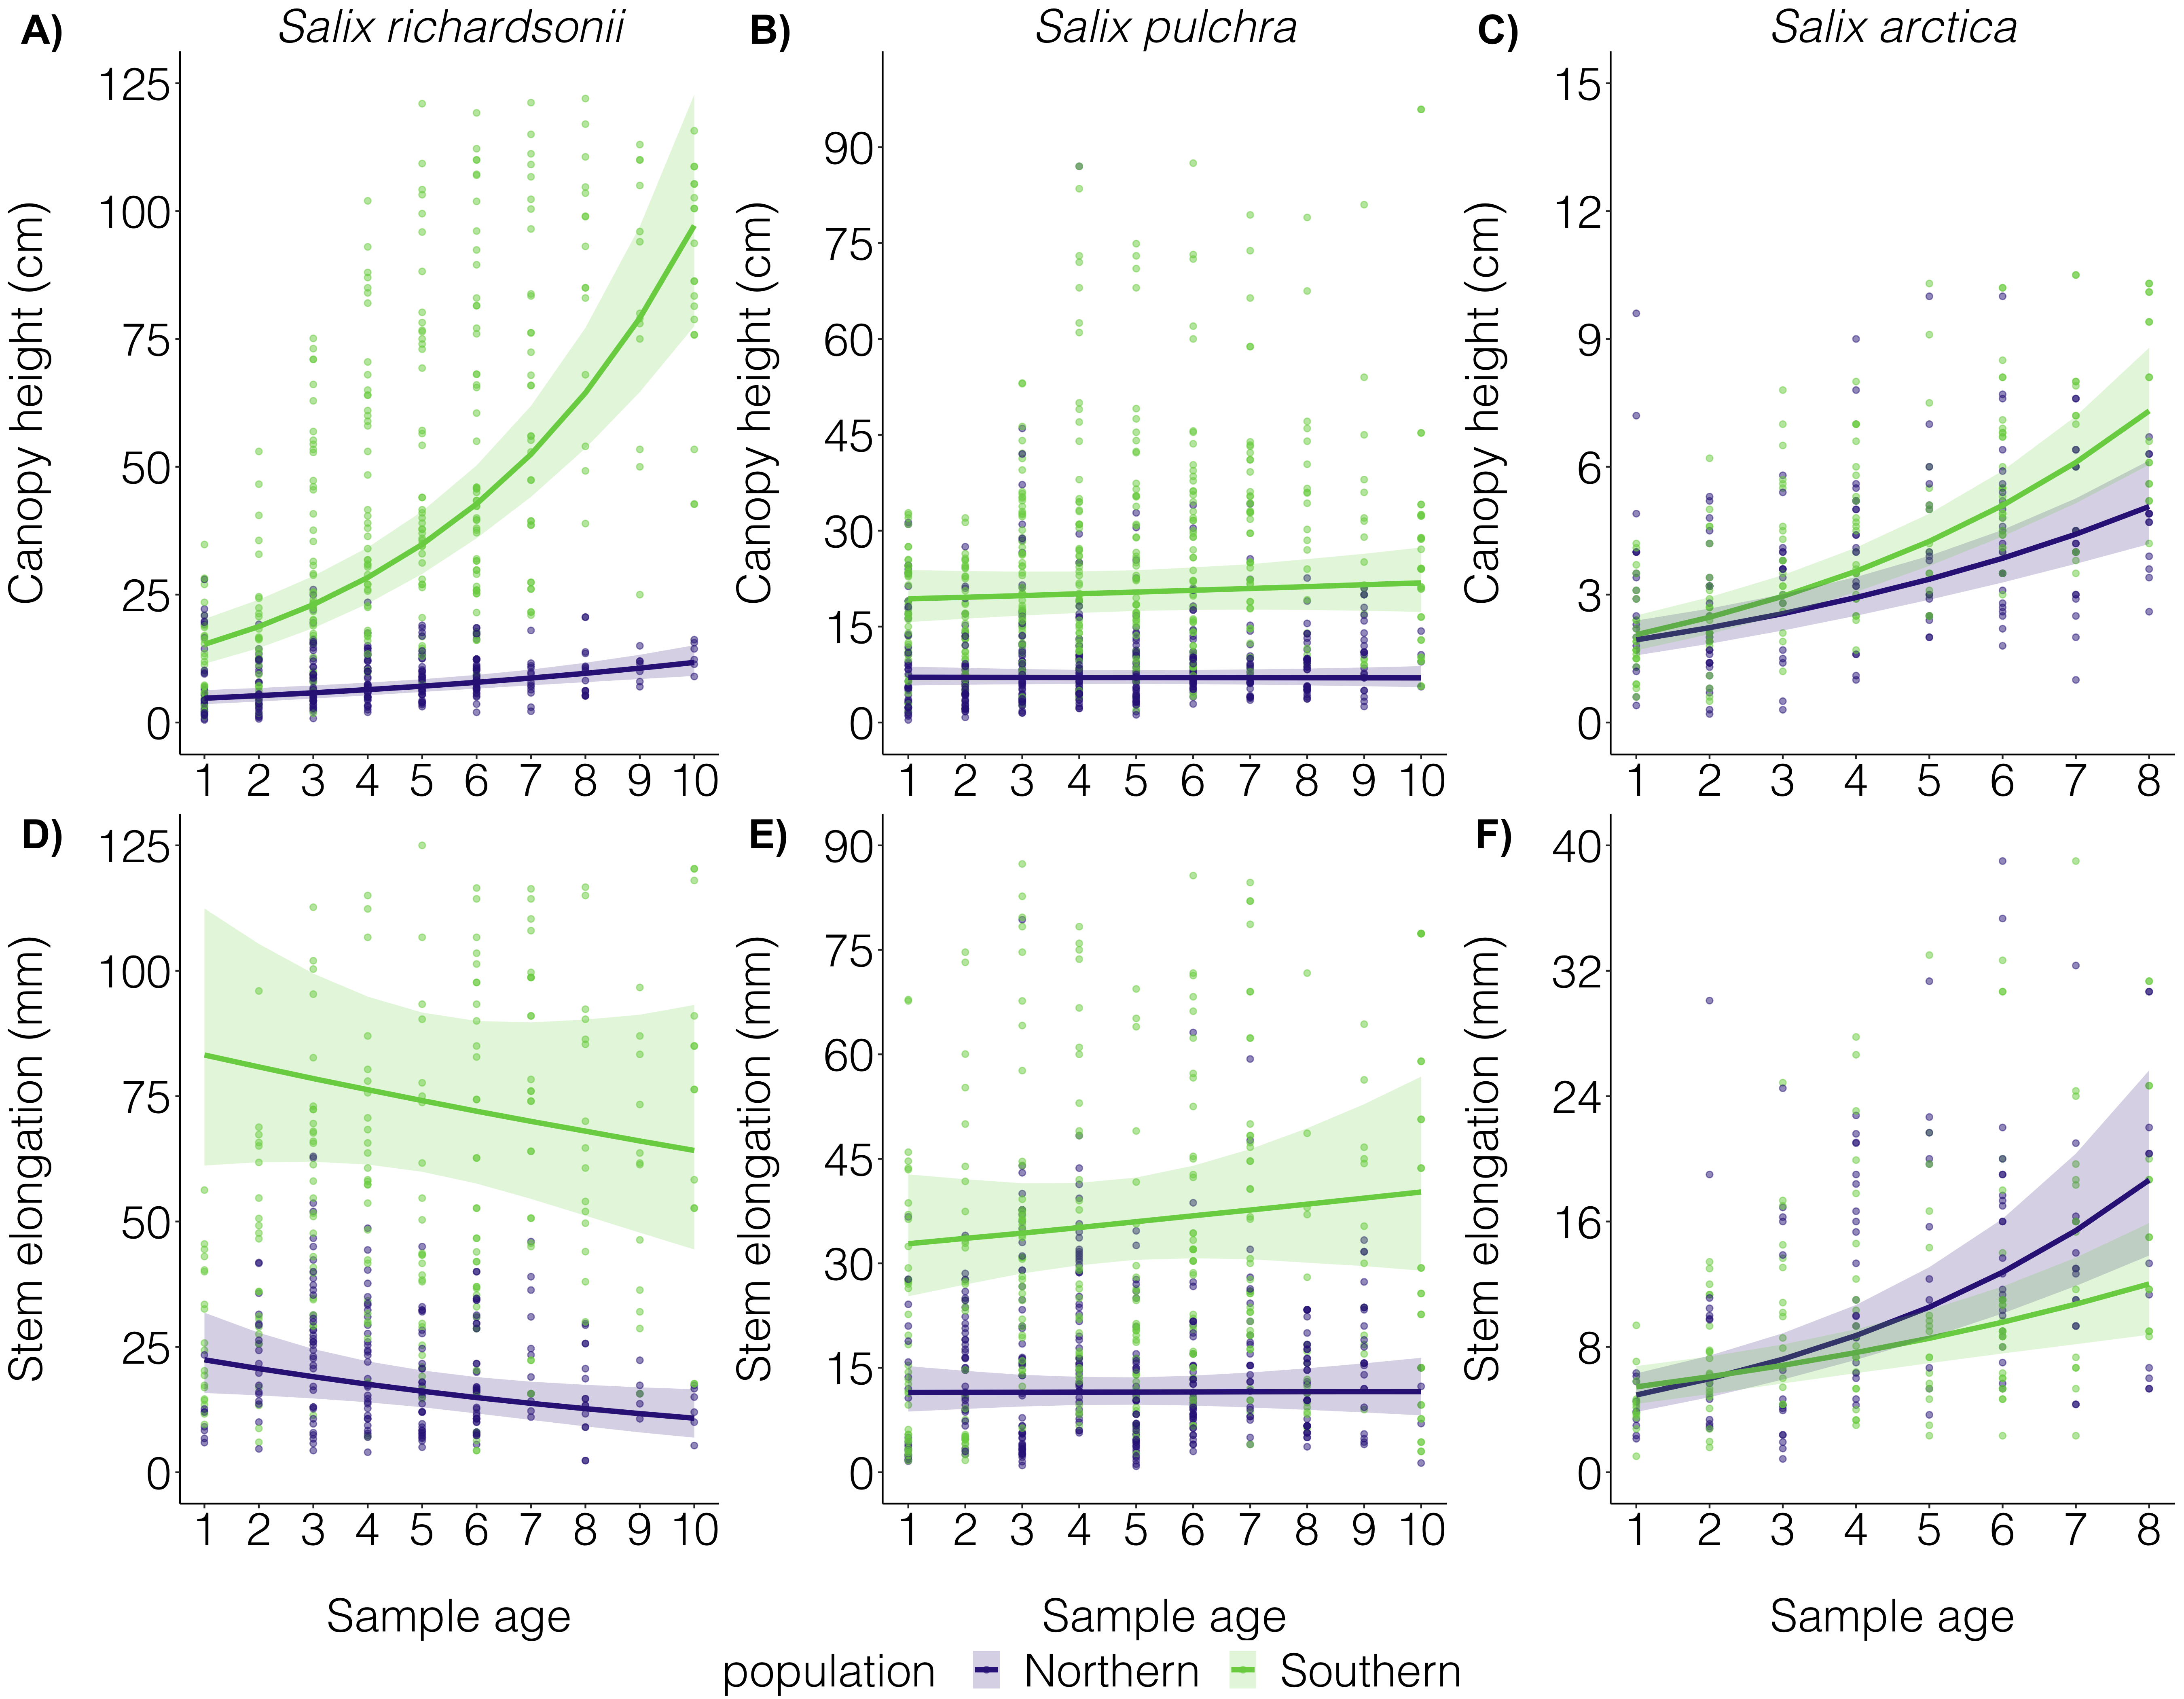 A) Salix richardsonii
B) Salix pulchra
C) Salix arctica
Canopy height (cm)
125
100
75
50
25
0
1 2 3 4 5 6 7 8 9 10
Canopy height (cm)
90
75
60
45
30
15
0
1 2 3 4 5 6 7 8 9 10
Canopy height (cm)
15
12
9
6
3
0
1 2 3 4 5 6 7 8
D)
Stem elongation (mm)
125
100
75
50
25
0
1 2 3 4 5 6 7 8 9 10
Sample age
E)
Stem elongation (mm)
90
75
60
45
30
15
0
1 2 3 4 5 6 7 8 9 10
Sample age
F)
Stem elongation (mm)
40
32
24
16
8
0
1 2 3 4 5 6 7 8
Sample age
population Northern Southern